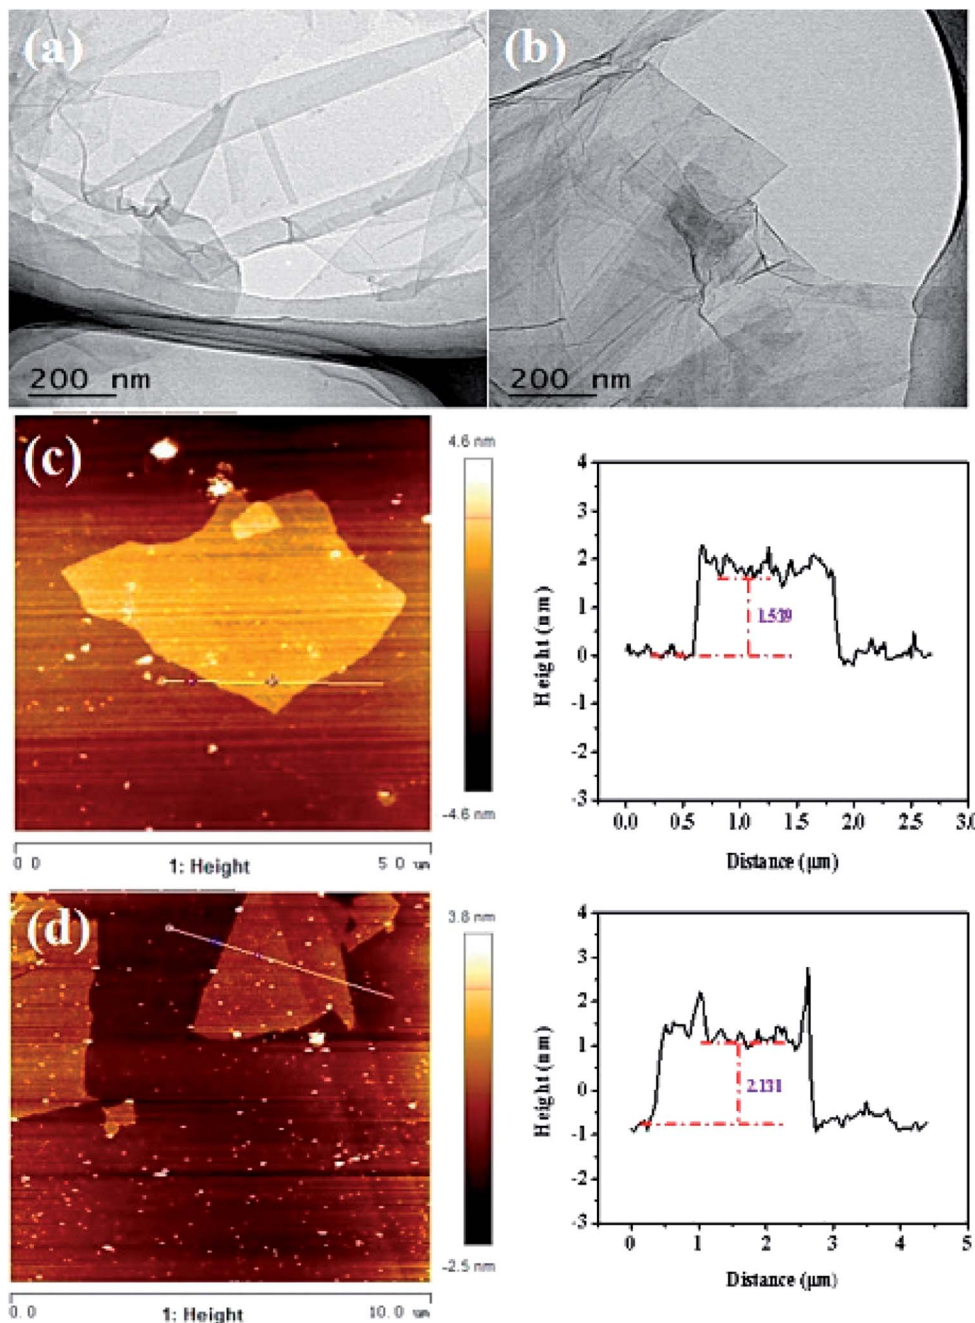 (a)
200 nm
(b)
200 nm
(c)
4.6 nm
-4.6 nm
0.0
1: Height
5.0 um
Height (nm)
4
3
2
1
0
-1
-2
-3
1.539
0.0 0.5 1.0 1.5 2.0 2.5 3.0
Distance (μm)
(d)
3.8 nm
-2.5 nm
0.0
1: Height
10.0 um
Height (nm)
4
3
2
1
0
-1
-2
-3
2.131
0 1 2 3 4 5
Distance (μm)